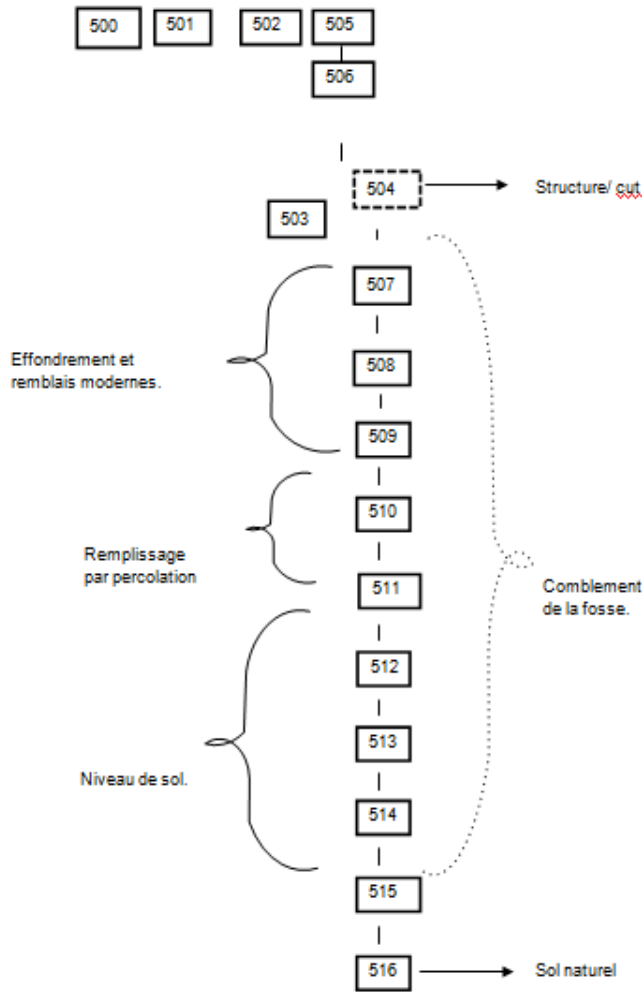 500 501 502 505
506
504 Structure/ cut
503
507
Effondrement et
remblais modernes.
508
509
510
Remplissage
par percolation
511
Comblement
de la fosse.
512
513
Niveau de sol.
514
515
516 Sol naturel